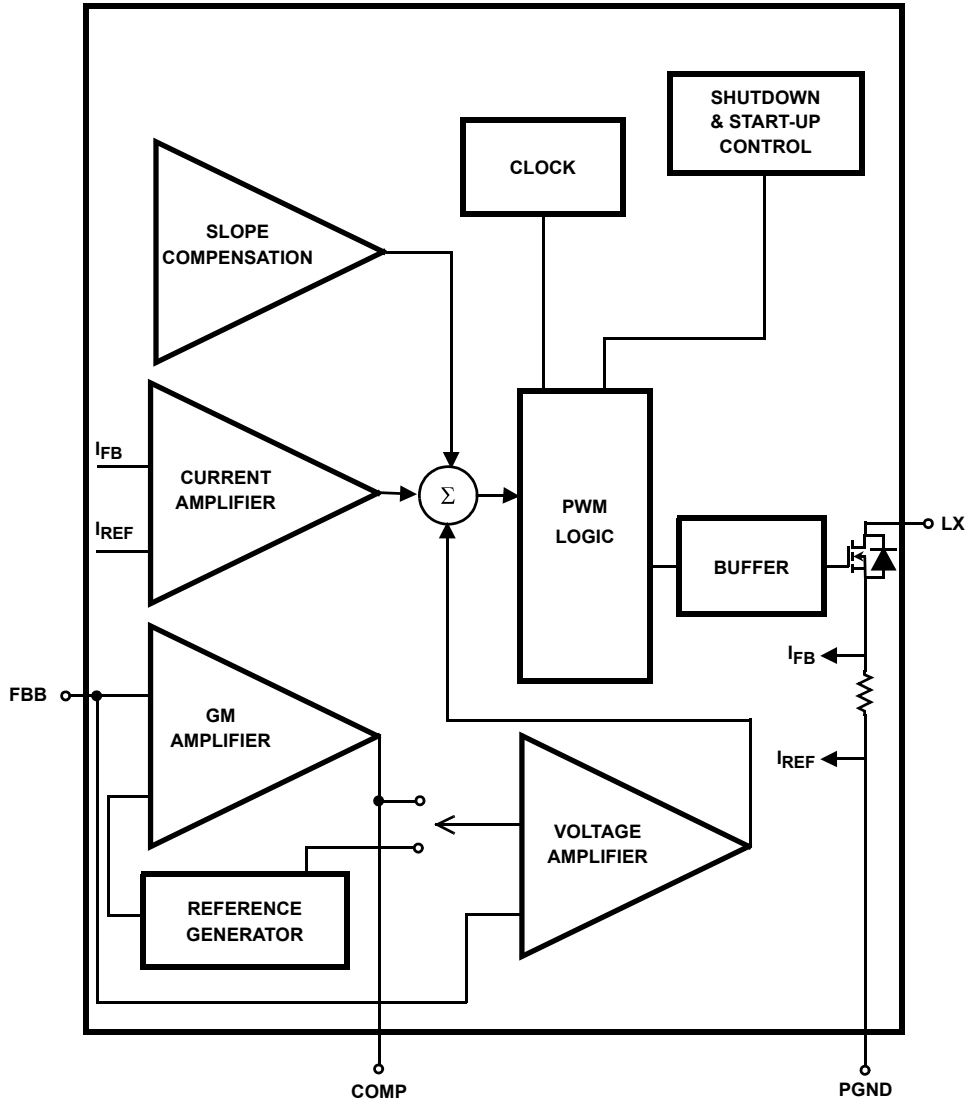 SHUTDOWN
& START-UP
CONTROL
CLOCK
SLOPE
COMPENSATION
IFB
CURRENT
AMPLIFIER
IREF
Σ
PWM
LOGIC
LX
BUFFER
IFB
FBB
GM
AMPLIFIER
IREF
VOLTAGE
AMPLIFIER
REFERENCE
GENERATOR
COMP
PGND